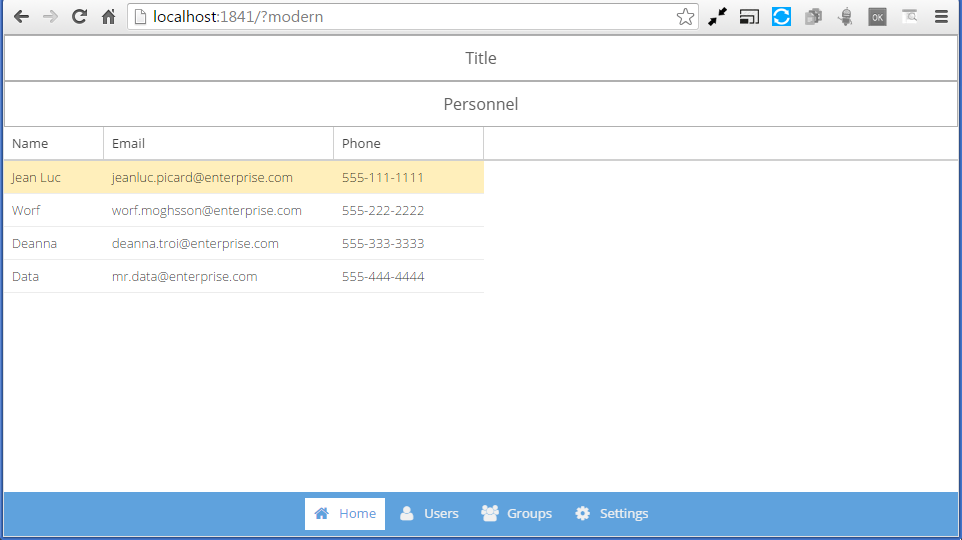 localhost:1841/?modern
OK
Title
Personnel
Name Email Phone
Jean Luc jeanluc.picard@enterprise.com 555-111-1111
Worf worf.moghsson@enterprise.com 555-222-2222
Deanna deanna.troi@enterprise.com 555-333-3333
Data mr.data@enterprise.com 555-444-4444
Home Users Groups Settings